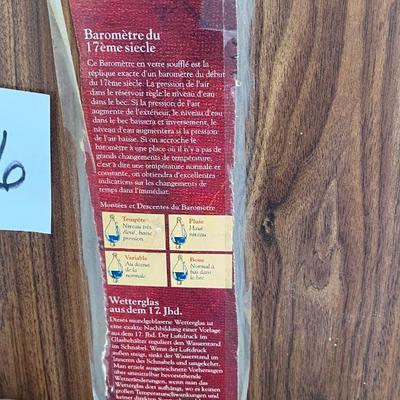 6
Baromètre du
17ème siecle
Ce Baromètre en verre soufflé est la
réplique exacte d'un baromètre du début
du 17ème siècle. La pression de l'air
dans le réservoir règle le niveau d'eau
dans le bec. Si la pression de l'air
augmente de l'extérieur, le niveau d'eau
dans le bec baissera et inversement, le
niveau d'eau augmentera si la pression
de l'air baisse. Si on accroche le
baromètre à une place où il n'y a pas de
grands changements de température,
c'est à dire une température normale et
constante, on obtiendra d'excellentes
indications sur les changements de
temps dans l'immédiat.
Montées et Descentes du Baromètre
Tempête
Niveau très
élevé, basse
pression.
Pluie
Haut
niveau
Variable
Au dessus
de la
normale
Beau
Normal à
bas dans
le bec
Wetterglas
aus dem 17. Jhd.
Dieses mundgeblasene Wetterglas ist
eine exakte Nachbildung einer Vorlage
aus dem 17. Jhd. Der Luftdruck im
Glasbehälter reguliert den Wasserstand
im Schnabel. Wenn der Luftdruck
außen steigt, sinkt der Wasserstand im
Inneren des Schnabels und umgekehrt.
Man erzielt ausgezeichnete Vorhersagen
über unmittelbar bevorstehende
Wetteränderungen, wenn man das
Wetterglas dort aufhängt, wo es keinen
großen Temperaturschwankungen und
keiner direkten